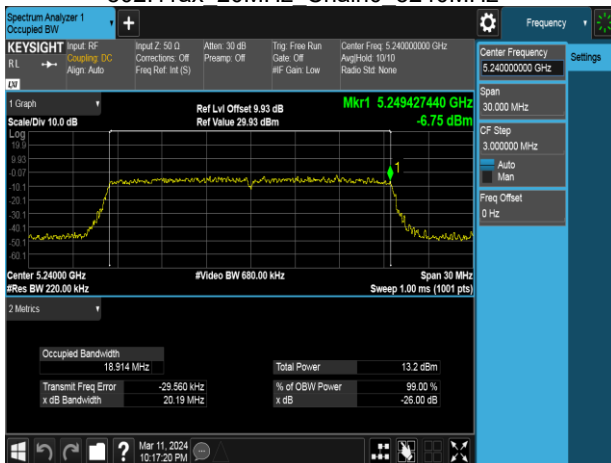 Spectrum Analyzer 1
Occupied BW
Frequency
KEYSIGHT
RL
LXI
Input: RF
Coupling: DC
Align: Auto
Input Z: 50 Ω
Corrections: Off
Freq Ref: Int (S)
Atten: 30 dB
Preamp: Off
Trig: Free Run
Gate: Off
#IF Gain: Low
Center Freq: 5.240000000 GHz
Avg|Hold: 10/10
Radio Std: None
Center Frequency
5.240000000 GHz
Settings
Span
30.000 MHz
CF Step
3.000000 MHz
Auto
Man
Freq Offset
0 Hz
1 Graph
Scale/Div 10.0 dB
Ref Lvl Offset 9.93 dB
Ref Value 29.93 dBm
Mkr1 5.249427440 GHz
-6.75 dBm
Log
19.9
9.93
-0.07
-10.1
-20.1
-30.1
-40.1
-50.1
-60.1
1
Center 5.24000 GHz
#Res BW 220.00 kHz
#Video BW 680.00 kHz
Span 30 MHz
Sweep 1.00 ms (1001 pts)
2 Metrics
Occupied Bandwidth
18.914 MHz
Total Power 13.2 dBm
Transmit Freq Error -29.560 kHz
% of OBW Power 99.00 %
x dB Bandwidth 20.19 MHz
x dB -26.00 dB
?
Mar 11, 2024
10:17:20 PM